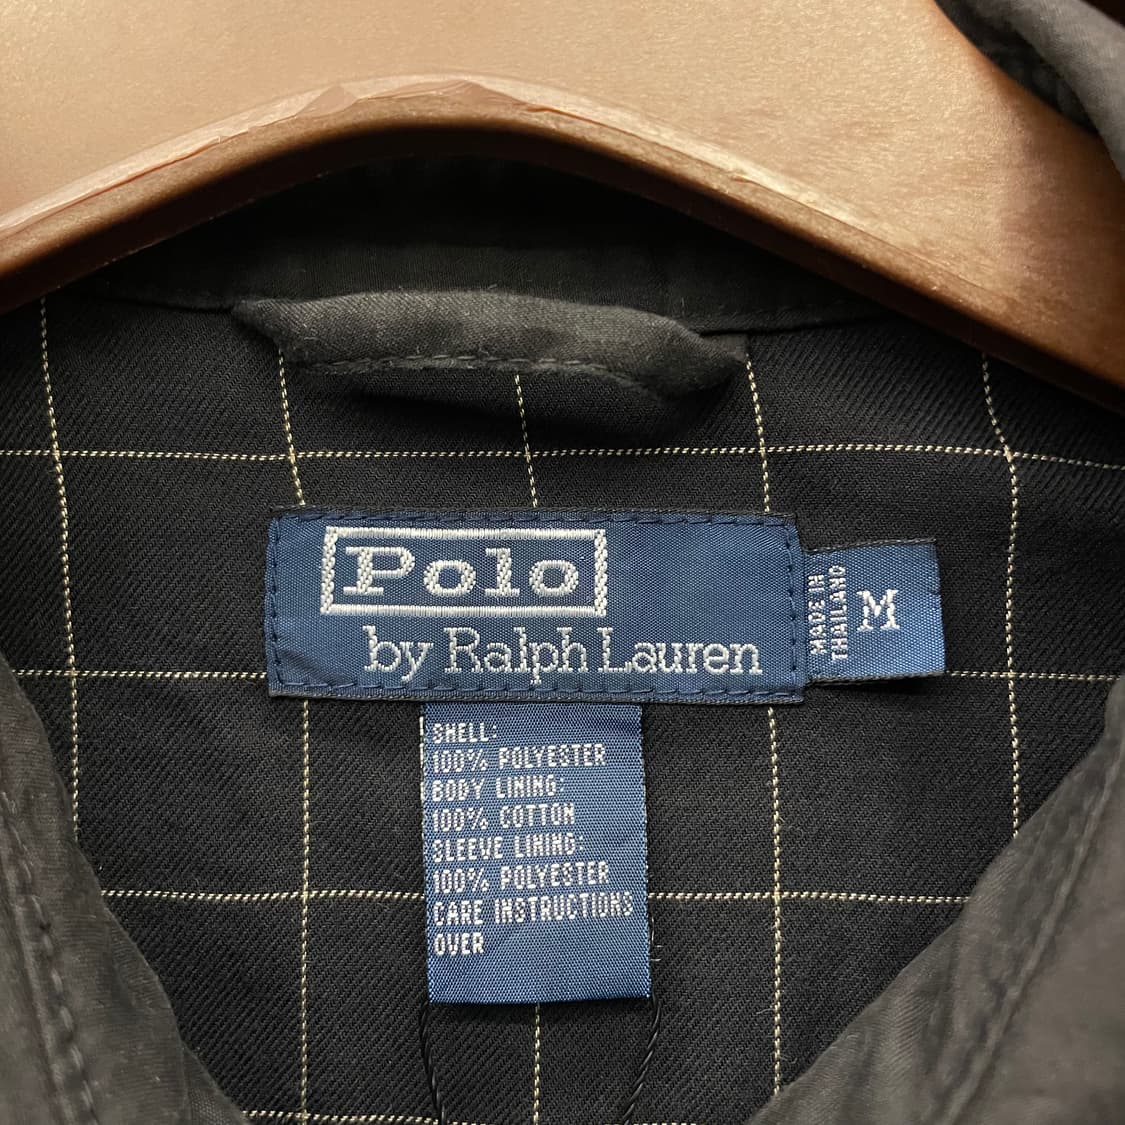 Polo
by Ralph Lauren
MADE IN
THAILAND
M
SHELL:
100% POLYESTER
BODY LINING:
100% COTTON
SLEEVE LINING:
100% POLYESTER
CARE INSTRUCTIONS
OVER